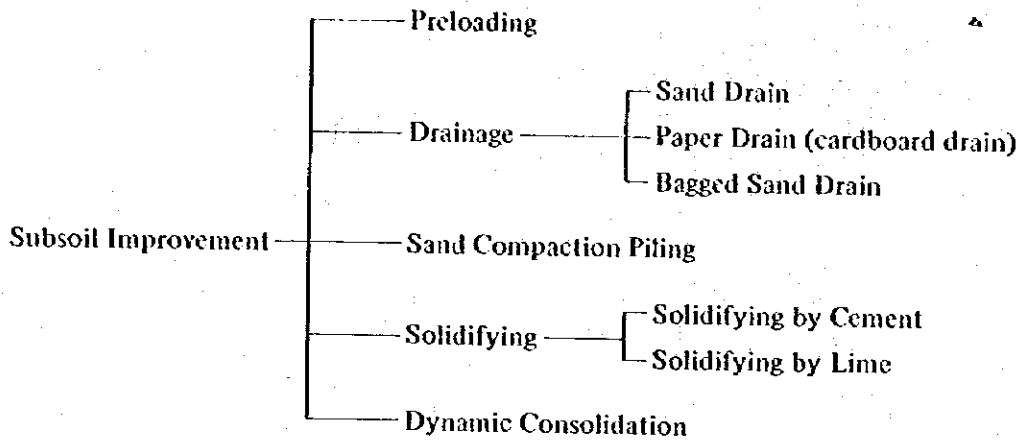 Preloading
Sand Drain
Drainage
Paper Drain (cardboard drain)
Bagged Sand Drain
Subsoil Improvement
Sand Compaction Piling
Solidifying by Cement
Solidifying
Solidifying by Lime
Dynamic Consolidation